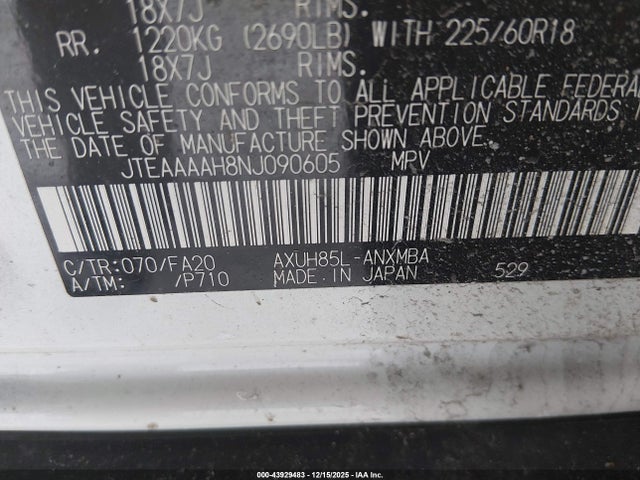 18X7J RIMS.
RR. 1220KG (2690LB) WITH 225/60R18
18X7J RIMS.
THIS VEHICLE CONFORMS TO ALL APPLICABLE FEDERAL
VEHICLE SAFETY AND THEFT PREVENTION STANDARDS
THE DATE OF MANUFACTURE SHOWN ABOVE.
JTEAAAAH8NJ090605 MPV
C/TR:070/FA20 AXUH85L-ANXMBA 529
A/TM: /P710 MADE IN JAPAN
000-43929483 - 12/15/2025 - IAA Inc.